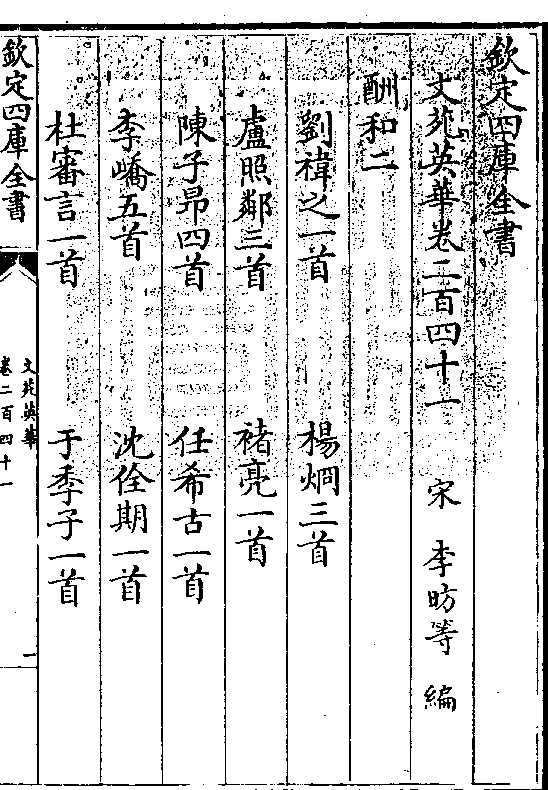 欽定四庫全書
文苑英華卷二百四十一　宋　李昉等　編
酬和二
劉禕之一首　楊烱三首
盧照鄰三首　褚亮一首
陳子昻四首　任希古一首
李嶠五首　沈佺期一首
杜審言一首　于季子一首
欽定四庫全書
文苑英華
卷二百四十一
一